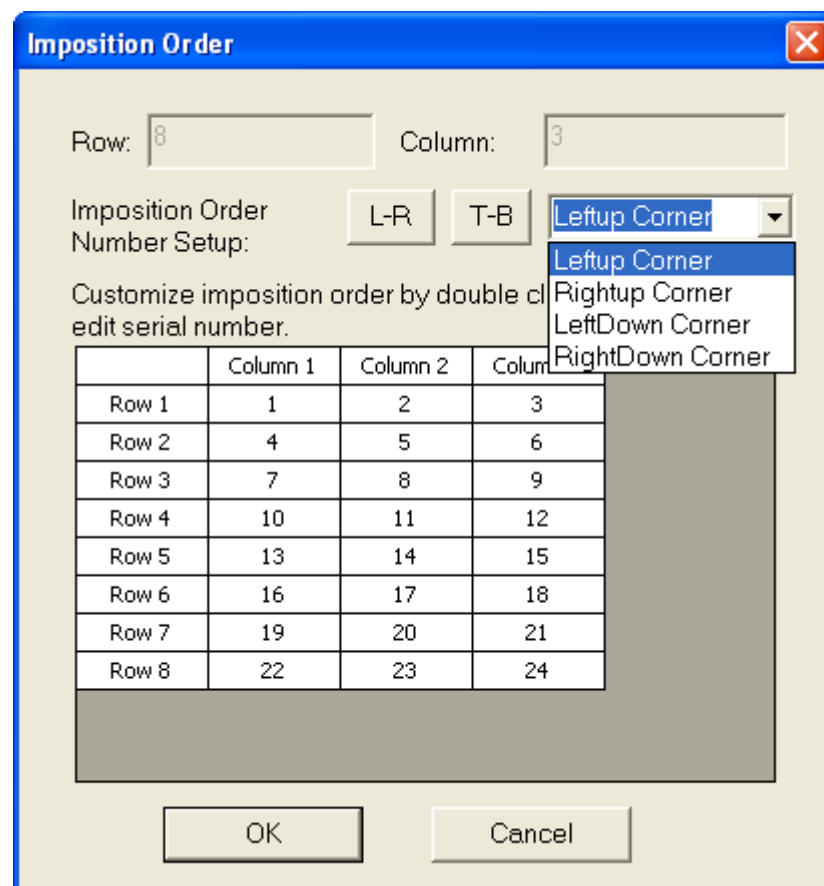 Imposition Order
Row: 8 Column: 3
Imposition Order L-R T-B Leftup Corner
Number Setup:
Leftup Corner
Rightup Corner
LeftDown Corner
RightDown Corner
Customize imposition order by double
edit serial number.
Column 1 Column 2
Row 1 1 2 3
Row 2 4 5 6
Row 3 7 8 9
Row 4 10 11 12
Row 5 13 14 15
Row 6 16 17 18
Row 7 19 20 21
Row 8 22 23 24
OK Cancel